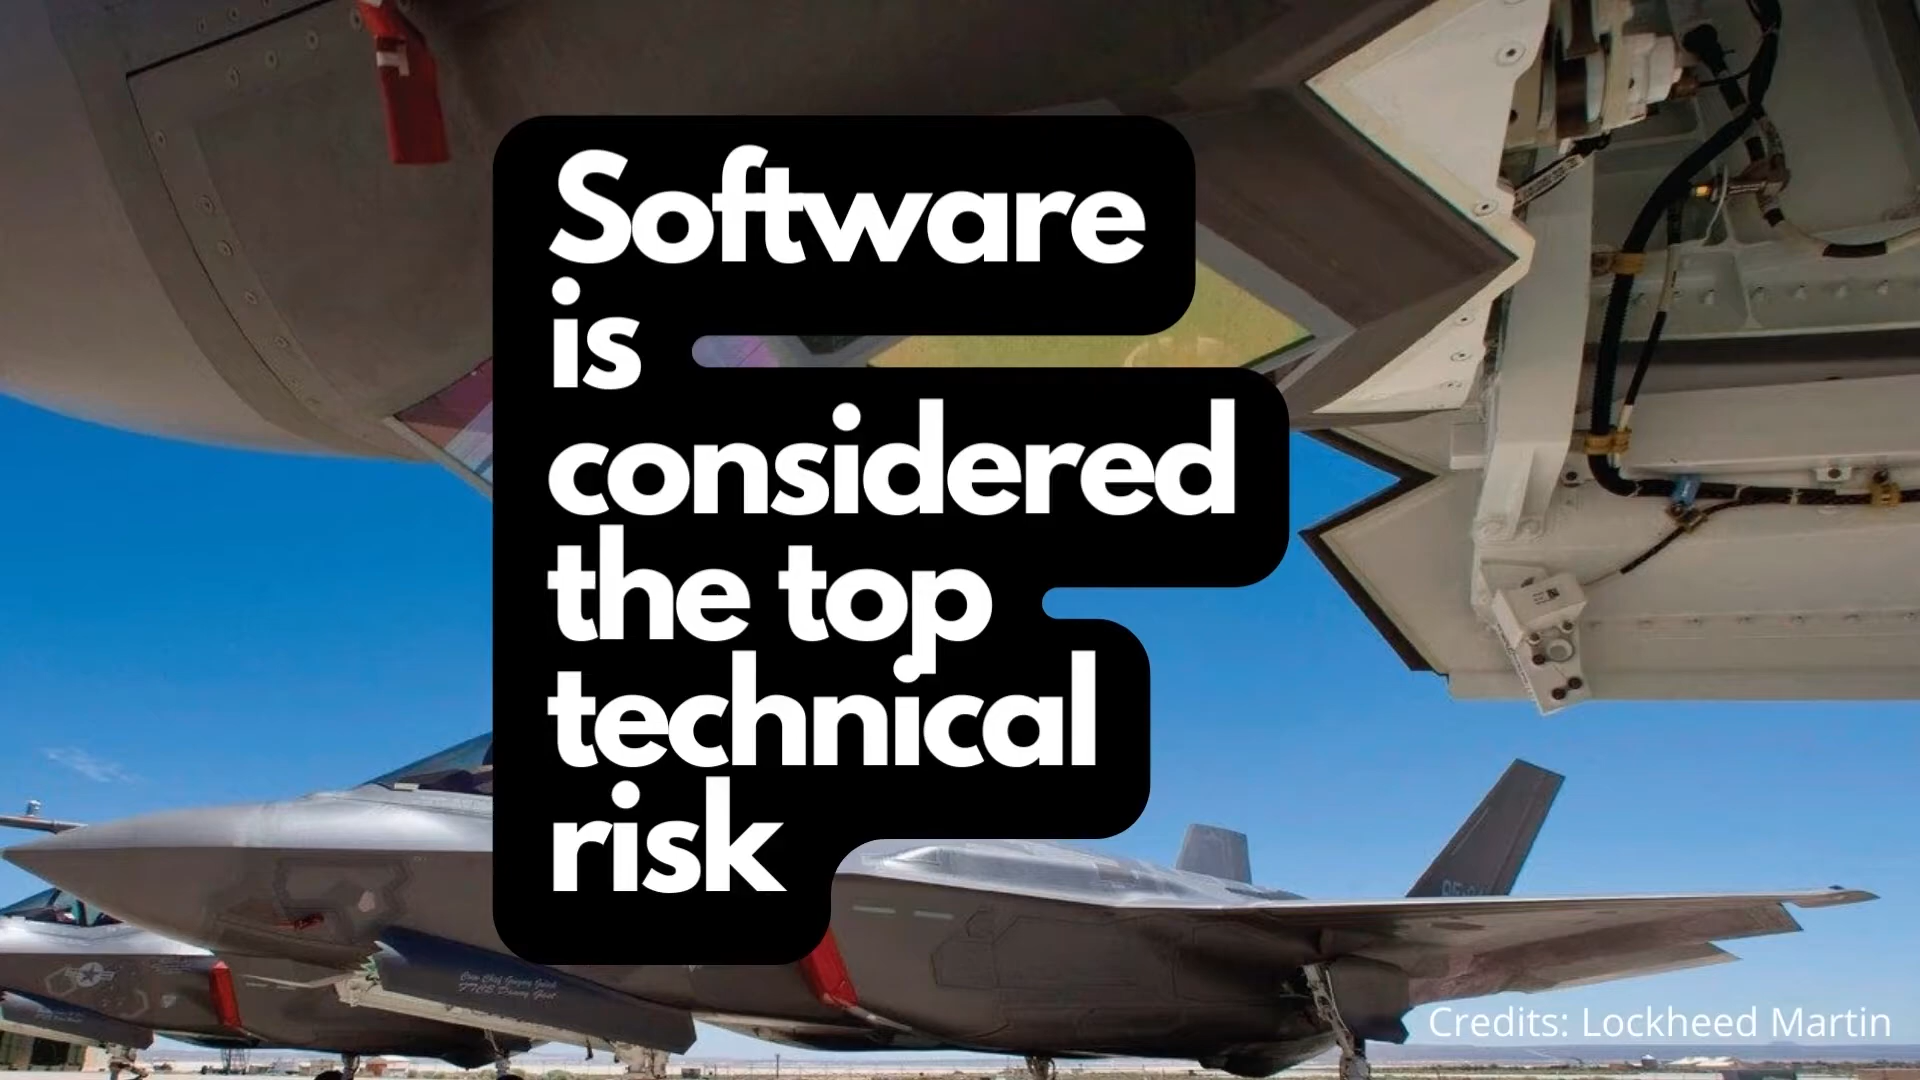 Software
is
considered
the top
technical
risk
Credits: Lockheed Martin